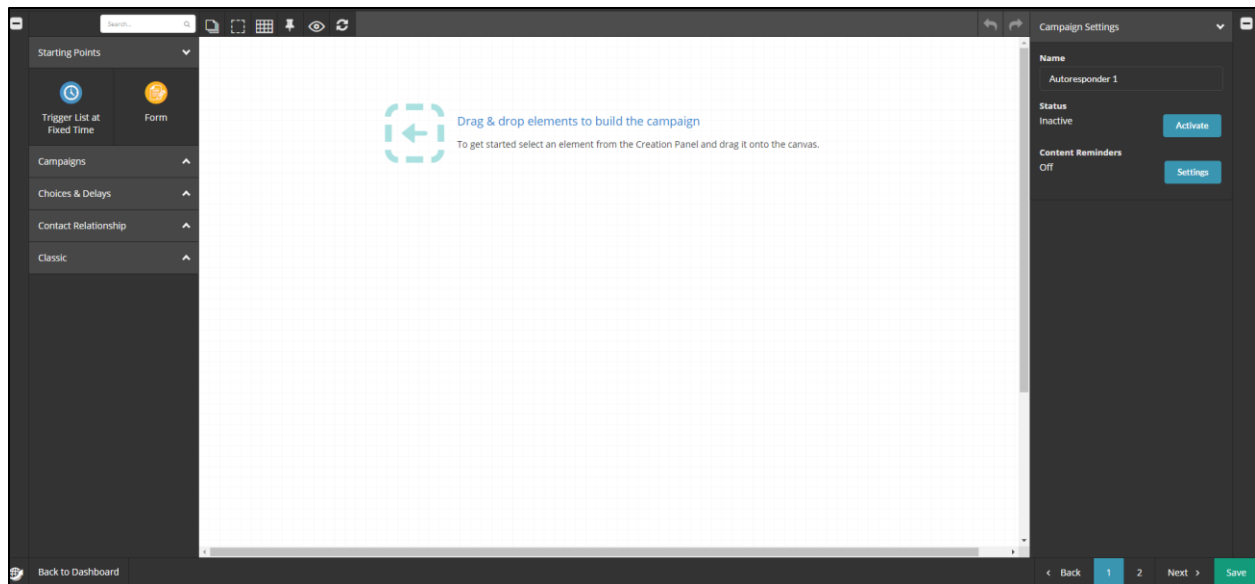 Search...
Starting Points
Trigger List at
Fixed Time
Form
Campaigns
Choices & Delays
Contact Relationship
Classic
Drag & drop elements to build the campaign
To get started select an element from the Creation Panel and drag it onto the canvas.
Campaign Settings
Name
Autoresponder 1
Status
Inactive
Activate
Content Reminders
Off
Settings
Back to Dashboard
Back
1
2
Next
Save